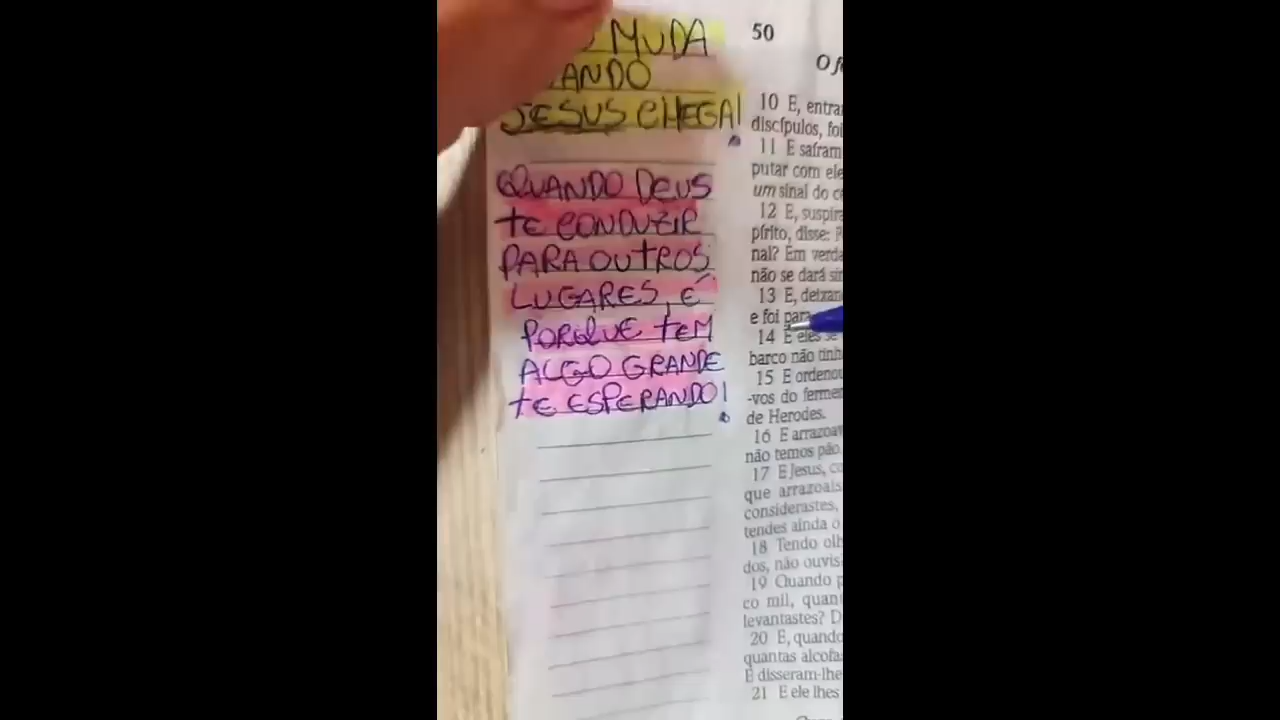 MUDA
JESUS CHEGA!
QUANDO DEUS
TE CONDUZIR
PARA OUTROS
LUGARES, É
PORQUE TEM
ALGO GRANDE
TE ESPERANDO!
50
O
10 E, entra
discípulos, foi
11 E saíram
putar com ele
um sinal do
12 E, suspira
pírito, disse:
nal? Em verda
não se dará
13 E, deixan
e foi para
14 E eles se
barco não tinh
15 E ordenou
-vos do fermen
de Herodes.
16 E arrazoa
não temos pão.
17 E Jesus, co
que arrazoais
considerastes,
tendes ainda o
18 Tendo olh
dos, não ouvis
19 Quando p
co mil, quan
levantastes? D
20 E, quando
quantas alcofa
E disseram-lhe
21 E ele lhes